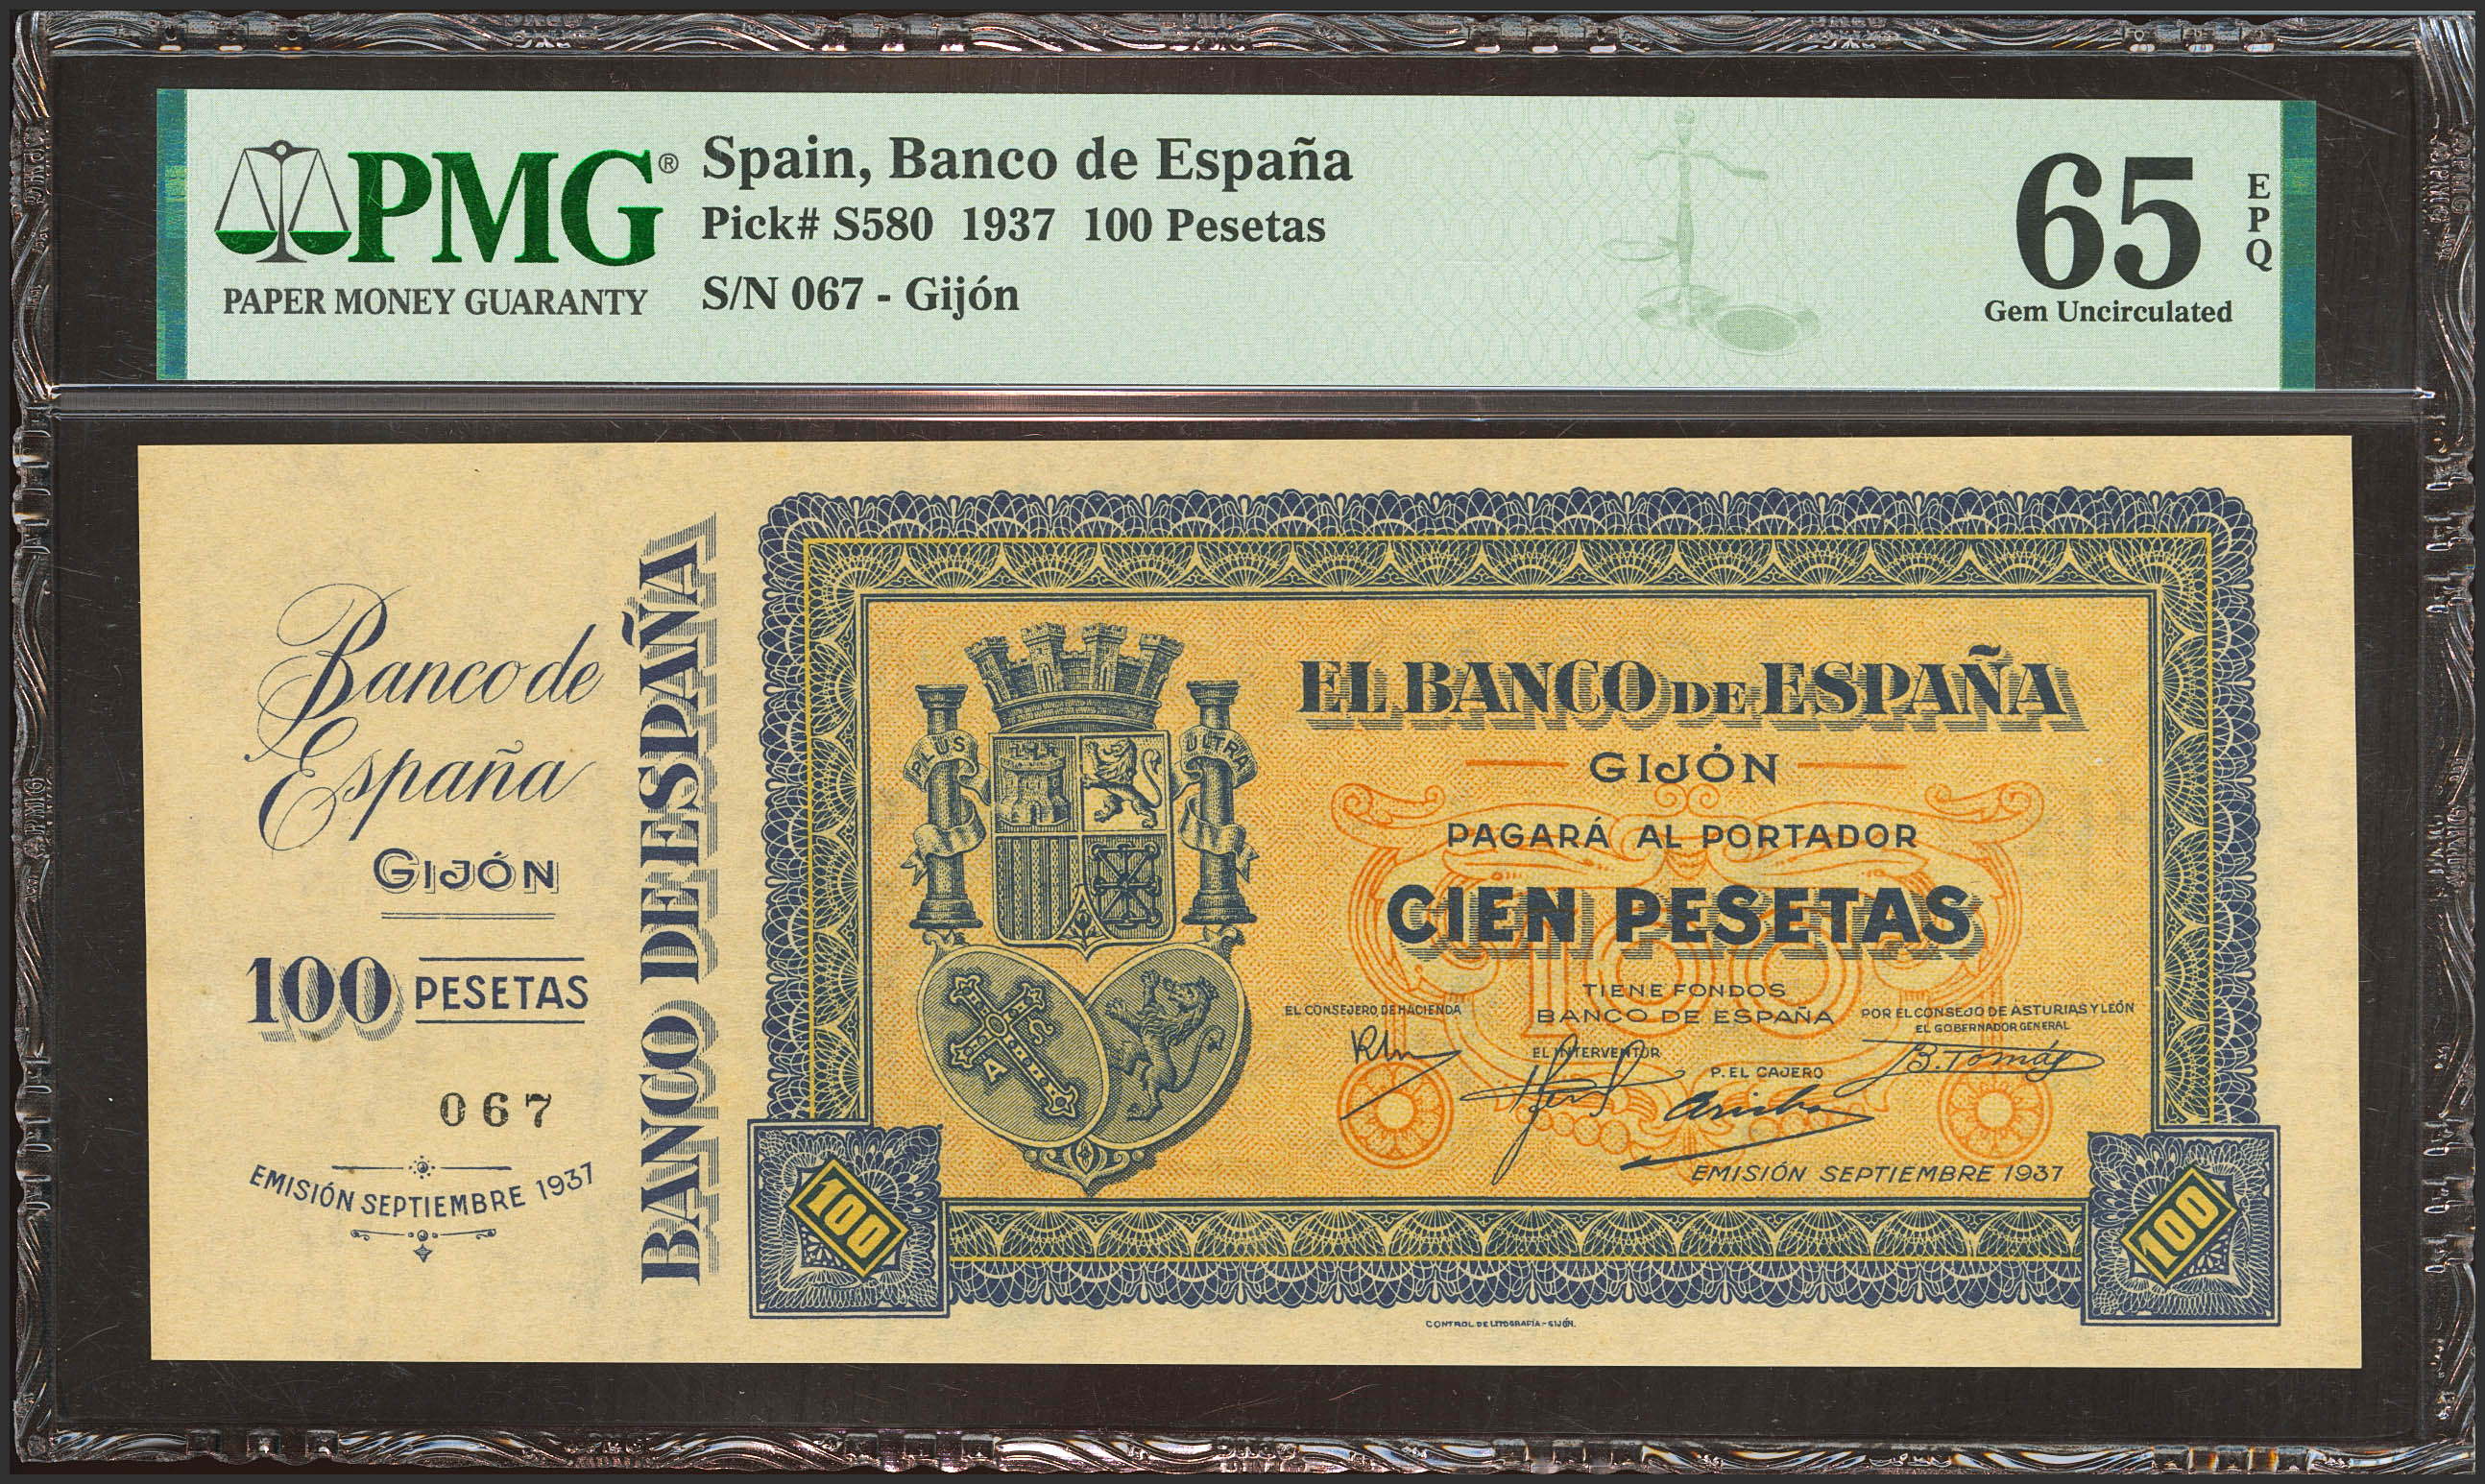 PMG®
PAPER MONEY GUARANTY
Spain, Banco de España
Pick# S580 1937 100 Pesetas
S/N 067 - Gijón
65
EPQ
Gem Uncirculated
Banco de
España
GIJÓN
100 PESETAS
067
EMISIÓN SEPTIEMBRE 1937
BANCO DE ESPAÑA
PLUS ULTRA
EL BANCO DE ESPAÑA
GIJÓN
PAGARÁ AL PORTADOR
CIEN PESETAS
100
TIENE FONDOS
BANCO DE ESPAÑA
EL CONSEJERO DE HACIENDA
POR EL CONSEJO DE ASTURIAS Y LEÓN
EL GOBERNADOR GENERAL
EL INTERVENTOR
P. EL CAJERO
B. Tomás
A
EMISIÓN SEPTIEMBRE 1937
100
100
CONTROL DE LITOGRAFÍA.-GIJÓN.